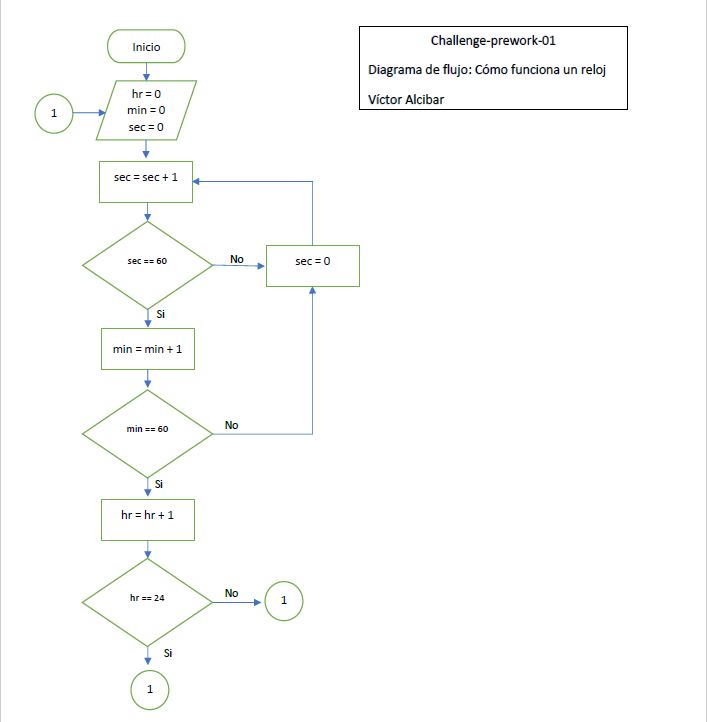 Challenge-prework-01
Diagrama de flujo: Cómo funciona un reloj
Víctor Alcibar
Inicio
1
hr = 0
min = 0
sec = 0
sec = sec + 1
sec == 60
No
sec = 0
Si
min = min + 1
min == 60
No
Si
hr = hr + 1
hr == 24
No
1
Si
1